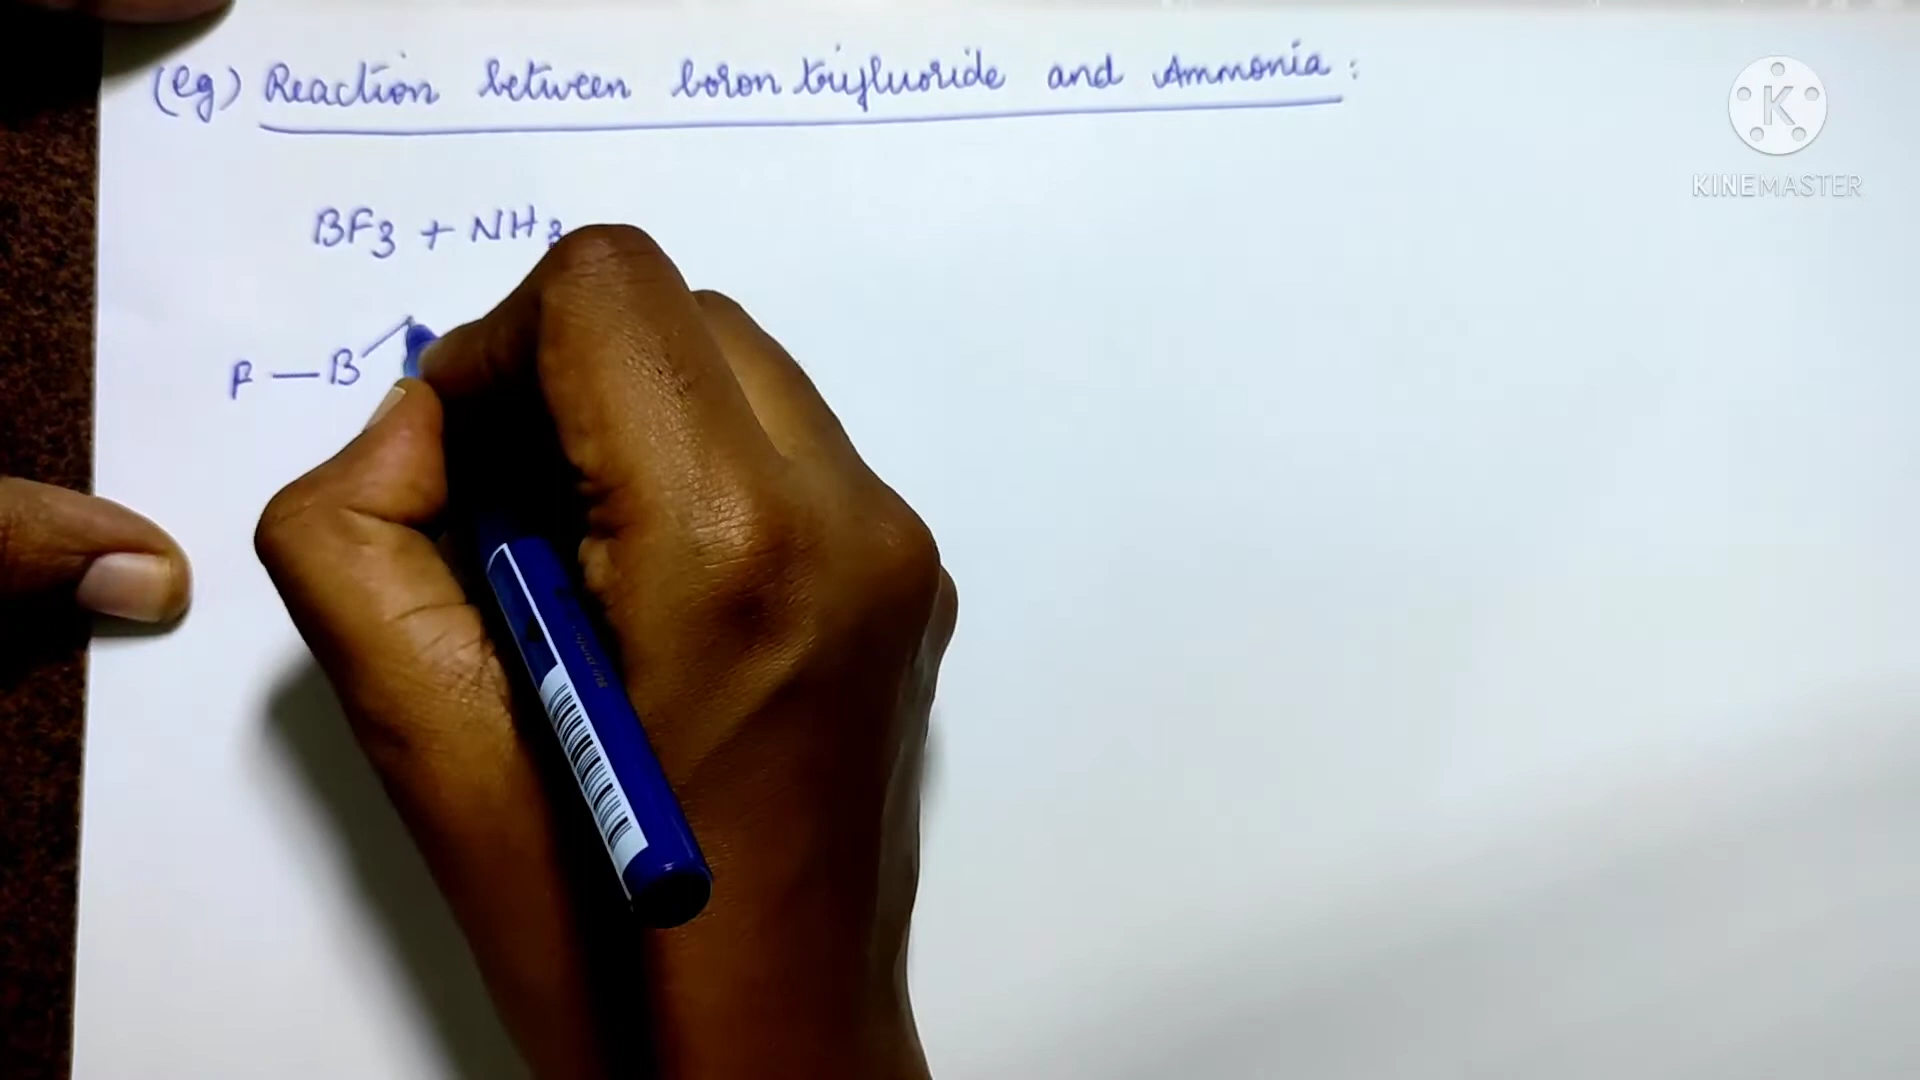 (eg) Reaction between boron trifluoride and Ammonia :
K
KINEMASTER
BF3 + NH3
F — B